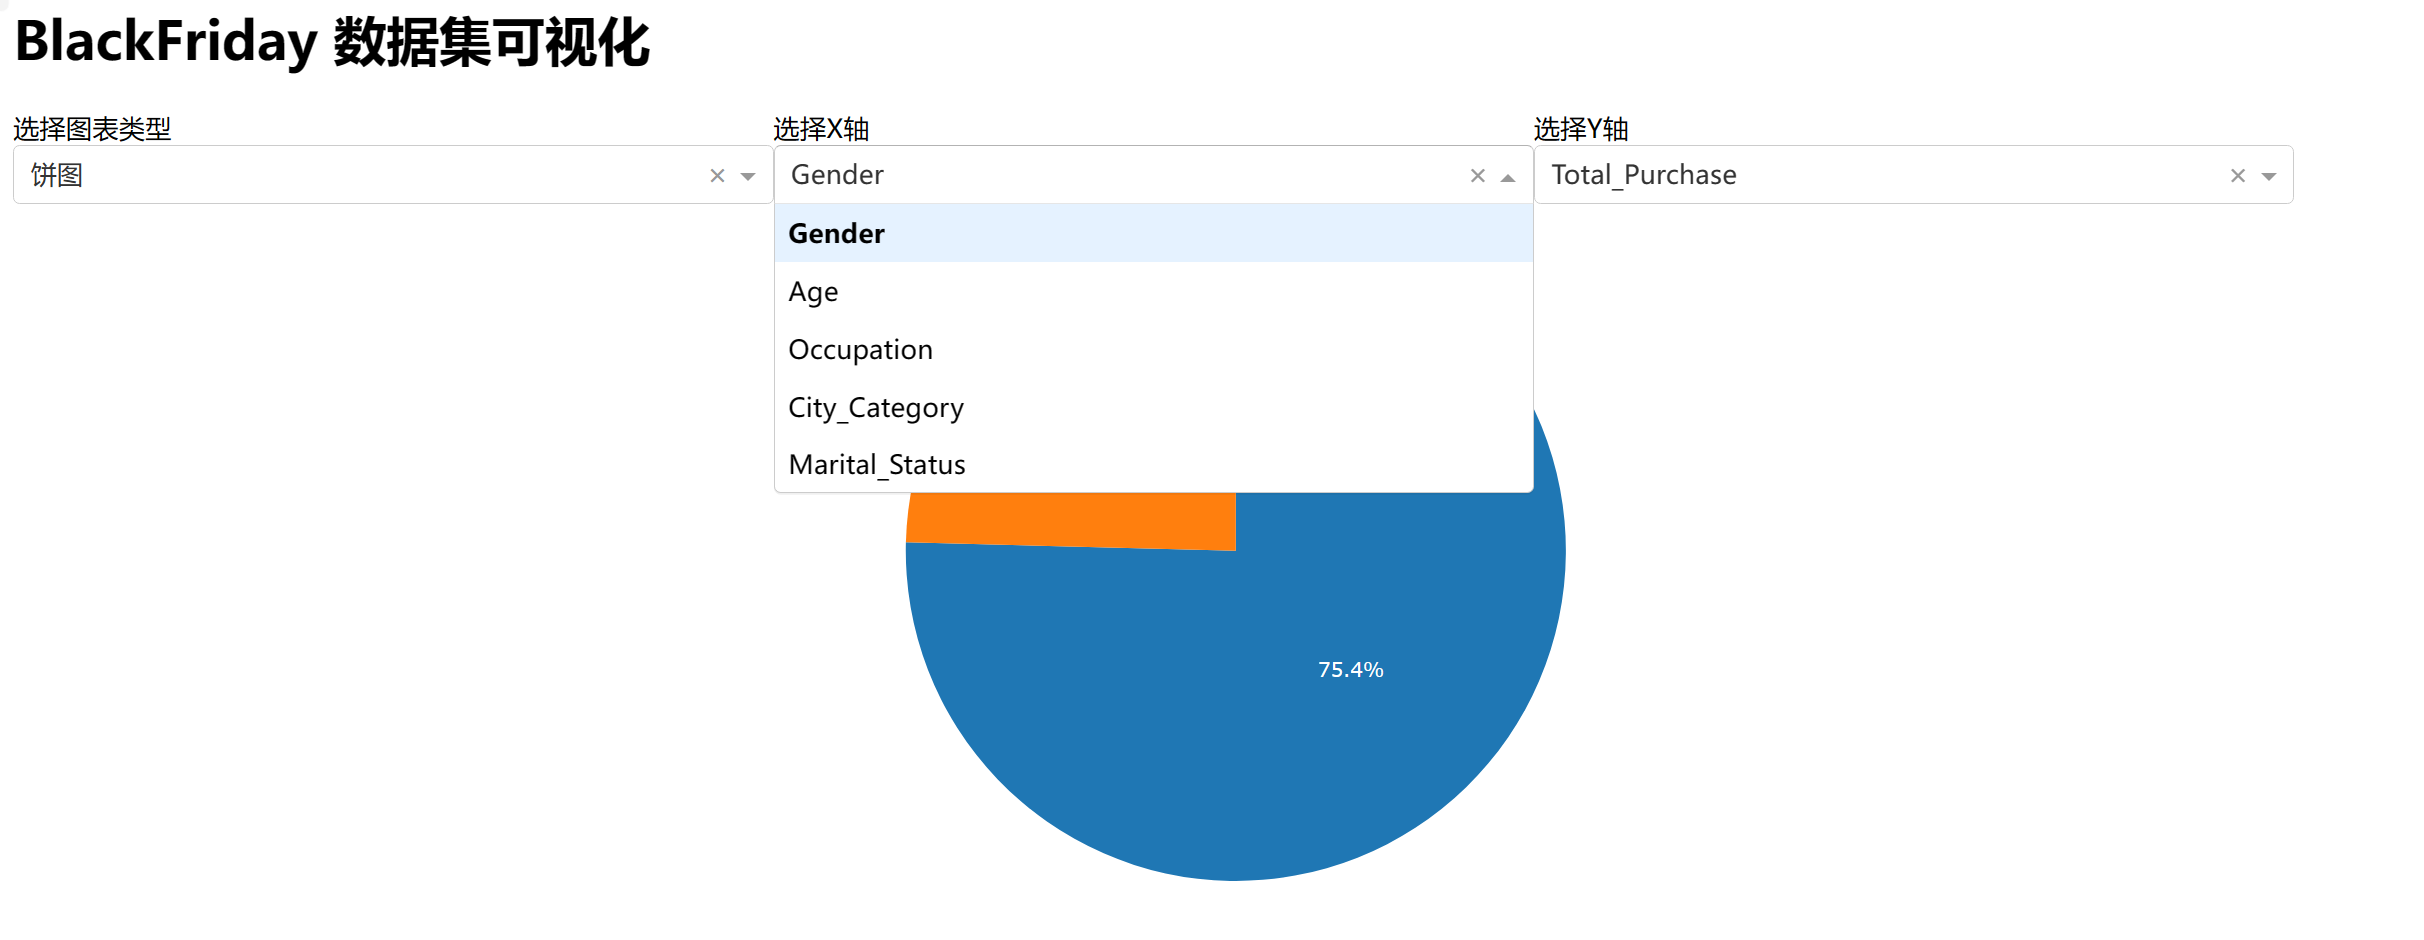 BlackFriday 数据集可视化
选择图表类型
选择X轴
选择Y轴
饼图
Gender
Total_Purchase
Gender
Age
Occupation
City_Category
Marital_Status
75.4%